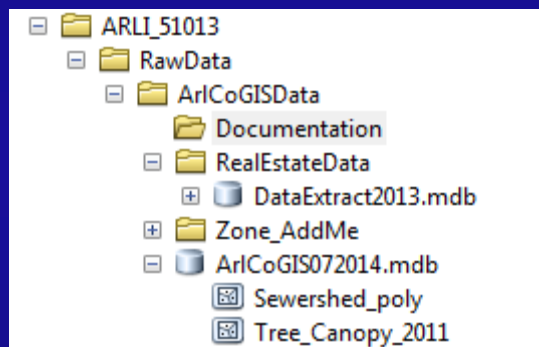 ARLI_51013
RawData
ArlCoGISData
Documentation
RealEstateData
DataExtract2013.mdb
Zone_AddMe
ArlCoGIS072014.mdb
Sewershed_poly
Tree_Canopy_2011